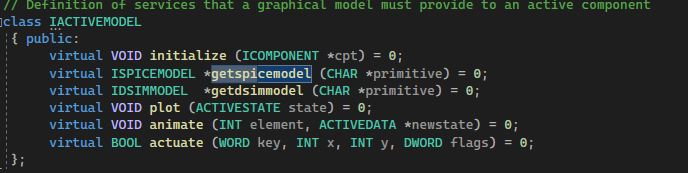 // Definition of services that a graphical model must provide to an active component
class IACTIVEMODEL
{ public:
virtual VOID initialize (ICOMPONENT *cpt) = 0;
virtual ISPICEMODEL *getspicemodel (CHAR *primitive) = 0;
virtual IDSIMMODEL  *getdsimmodel (CHAR *primitive) = 0;
virtual VOID plot (ACTIVESTATE state) = 0;
virtual VOID animate (INT element, ACTIVEDATA *newstate) = 0;
virtual BOOL actuate (WORD key, INT x, INT y, DWORD flags) = 0;
};